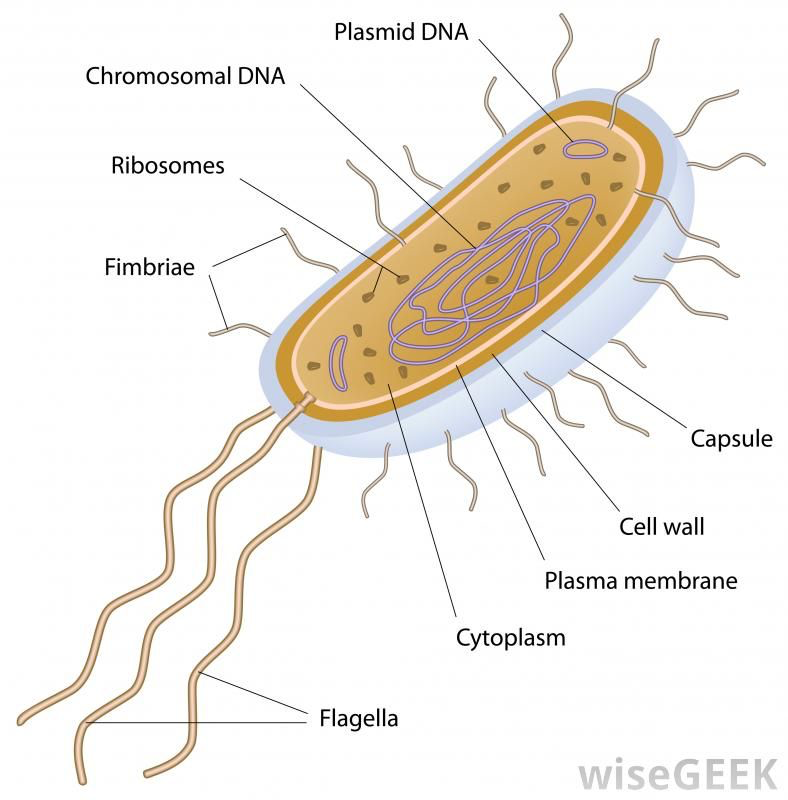 Plasmid DNA
Chromosomal DNA
Ribosomes
Fimbriae
Capsule
Cell wall
Plasma membrane
Cytoplasm
Flagella
wiseGEEK